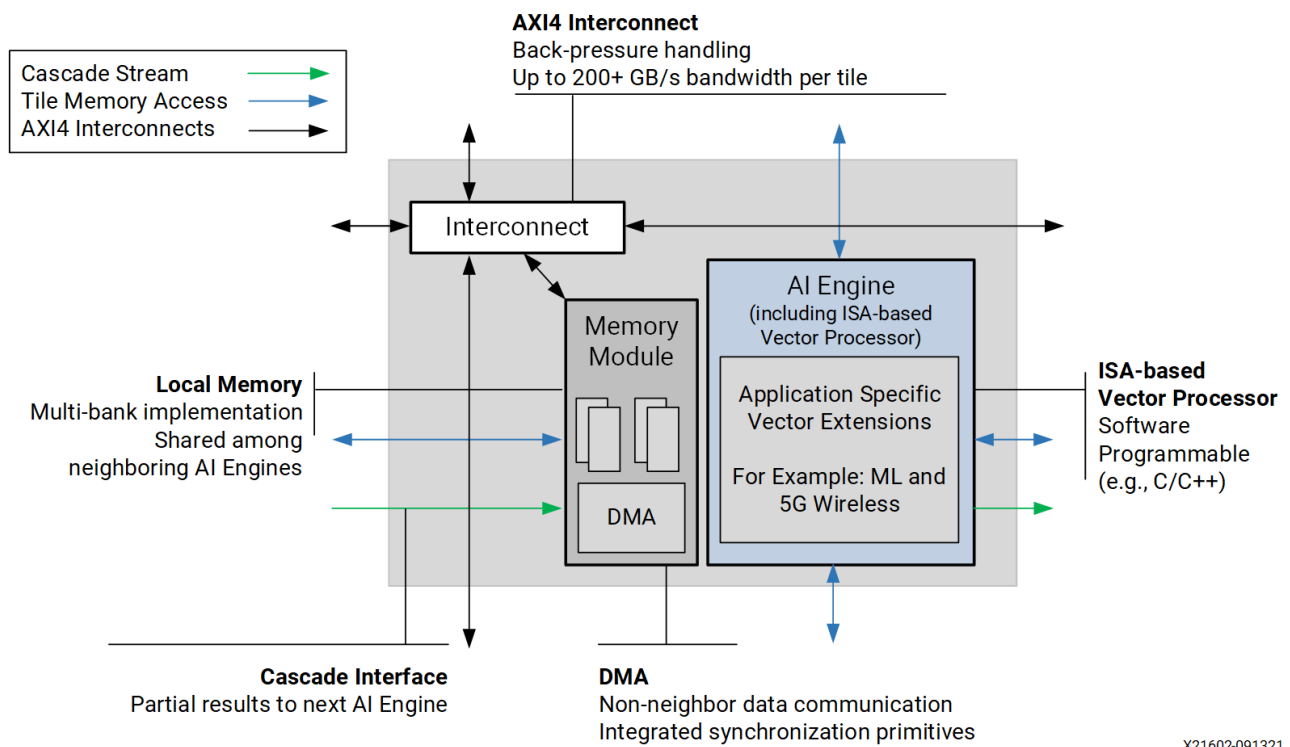 AXI4 Interconnect
Back-pressure handling
Up to 200+ GB/s bandwidth per tile
Cascade Stream
Tile Memory Access
AXI4 Interconnects
Interconnect
Memory
Module
DMA
AI Engine
(including ISA-based
Vector Processor)
Application Specific
Vector Extensions
For Example: ML and
5G Wireless
Local Memory
Multi-bank implementation
Shared among
neighboring AI Engines
ISA-based
Vector Processor
Software
Programmable
(e.g., C/C++)
Cascade Interface
Partial results to next AI Engine
DMA
Non-neighbor data communication
Integrated synchronization primitives
X21602-091321